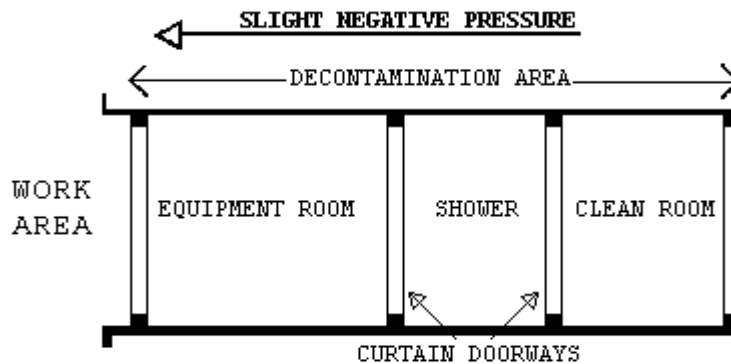 SLIGHT NEGATIVE PRESSURE
DECONTAMINATION AREA
WORK
AREA
EQUIPMENT ROOM
SHOWER
CLEAN ROOM
CURTAIN DOORWAYS